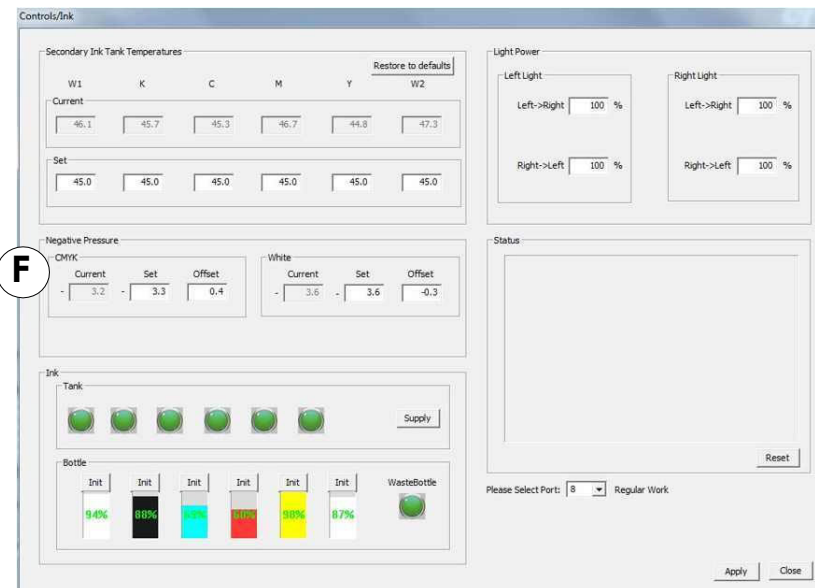 Controls/Ink
Secondary Ink Tank Temperatures
Restore to defaults
W1 K C M Y W2
Current
46.1 45.7 45.3 46.7 44.8 47.3
Set
45.0 45.0 45.0 45.0 45.0 45.0
Light Power
Left Light
Left->Right 100 %
Right->Left 100 %
Right Light
Left->Right 100 %
Right->Left 100 %
F
Negative Pressure
CMYK
Current Set Offset
- 3.2 - 3.3 0.4
White
Current Set Offset
- 3.6 - 3.6 -0.3
Status
Reset
Ink
Tank
Supply
Bottle
Init Init Init Init Init Init WasteBottle
94% 88% 98% 87%
Please Select Port: 8 Regular Work
Apply Close